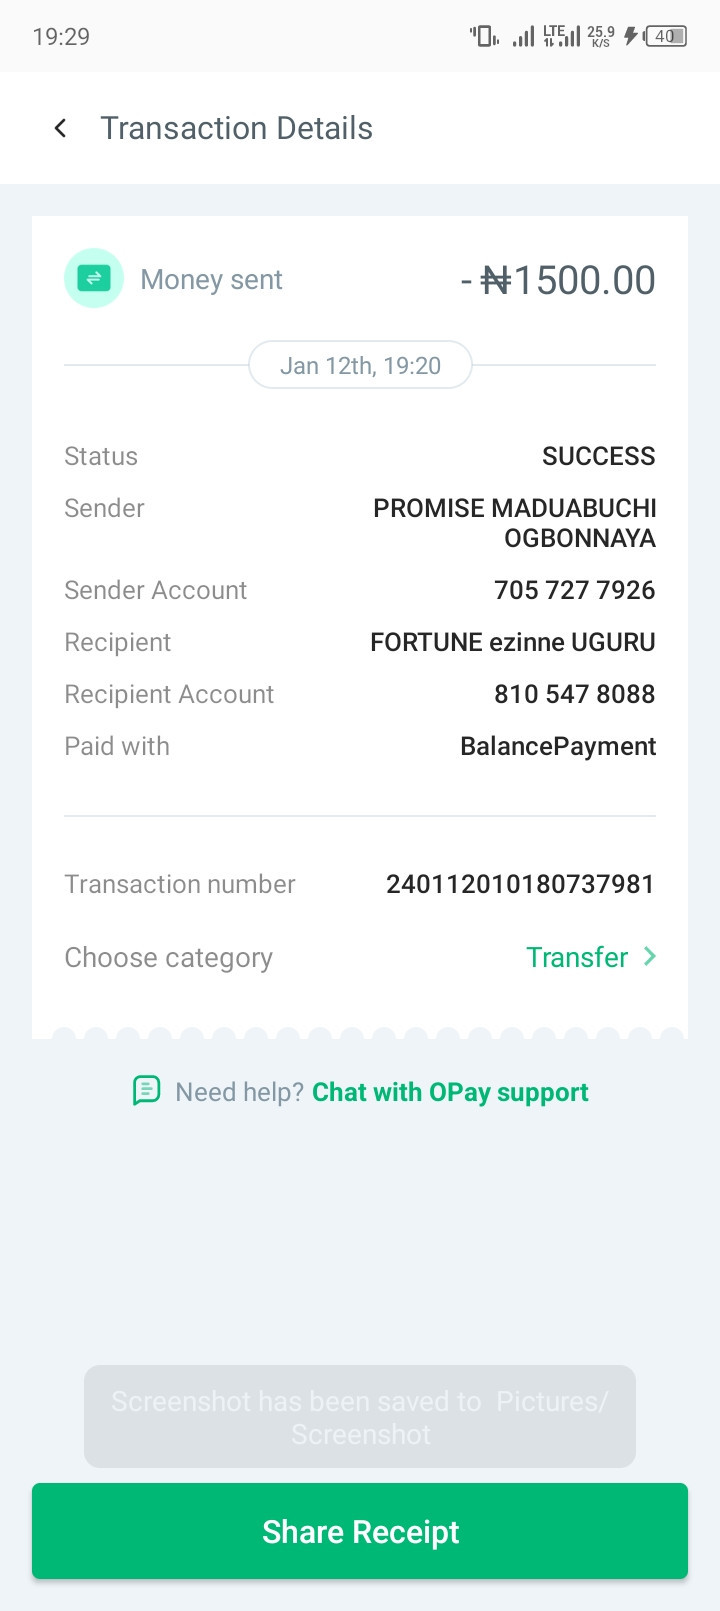 19:29
LTE 25.9 K/S 40
Transaction Details
Money sent - ₦1500.00
Jan 12th, 19:20
Status SUCCESS
Sender PROMISE MADUABUCHI
OGBONNAYA
Sender Account 705 727 7926
Recipient FORTUNE ezinne UGURU
Recipient Account 810 547 8088
Paid with BalancePayment
Transaction number 240112010180737981
Choose category Transfer
Need help? Chat with OPay support
Screenshot has been saved to Pictures/
Screenshot
Share Receipt